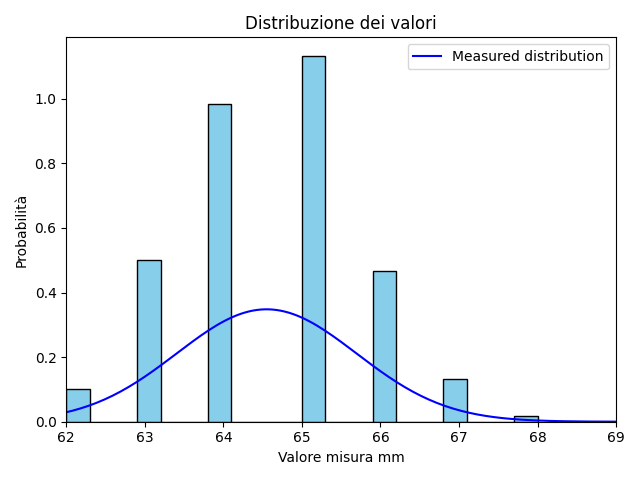 Distribuzione dei valori
Measured distribution
Probabilità
1.0
0.8
0.6
0.4
0.2
0.0
62 63 64 65 66 67 68 69
Valore misura mm